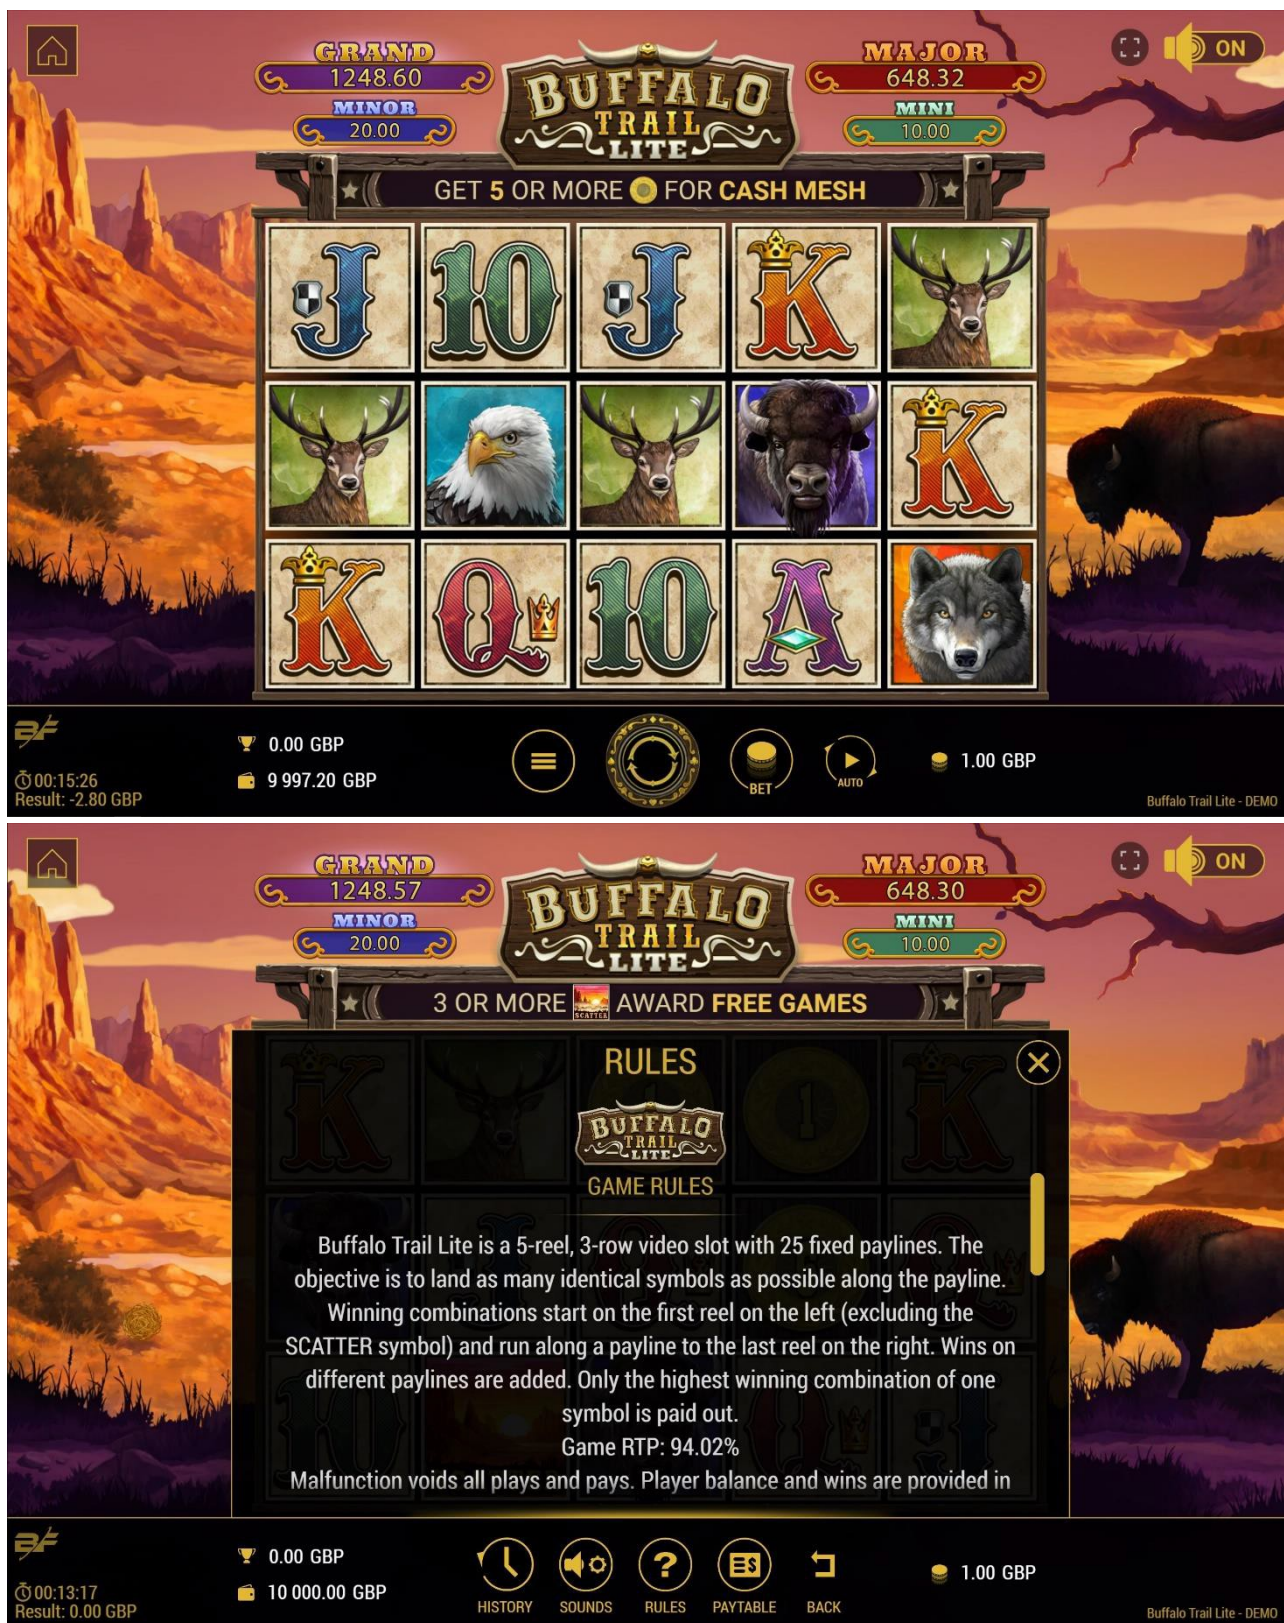 GRAND
1248.60
MINOR
20.00
BUFFALO
TRAIL
LITE
MAJOR
648.32
MINI
10.00
ON
GET 5 OR MORE FOR CASH MESH
J 10 J K
K
K Q 10 A
00:15:26
Result: -2.80 GBP
0.00 GBP
9 997.20 GBP
BET
AUTO
1.00 GBP
Buffalo Trail Lite - DEMO
GRAND
1248.57
MINOR
20.00
BUFFALO
TRAIL
LITE
MAJOR
648.30
MINI
10.00
ON
3 OR MORE SCATTER AWARD FREE GAMES
K 1 K
RULES
BUFFALO
TRAIL
LITE
GAME RULES
Buffalo Trail Lite is a 5-reel, 3-row video slot with 25 fixed paylines. The
objective is to land as many identical symbols as possible along the payline.
Winning combinations start on the first reel on the left (excluding the
SCATTER symbol) and run along a payline to the last reel on the right. Wins on
different paylines are added. Only the highest winning combination of one
symbol is paid out.
Game RTP: 94.02%
Malfunction voids all plays and pays. Player balance and wins are provided in
00:13:17
Result: 0.00 GBP
0.00 GBP
10 000.00 GBP
HISTORY
SOUNDS
RULES
PAYTABLE
BACK
1.00 GBP
Buffalo Trail Lite - DEMO